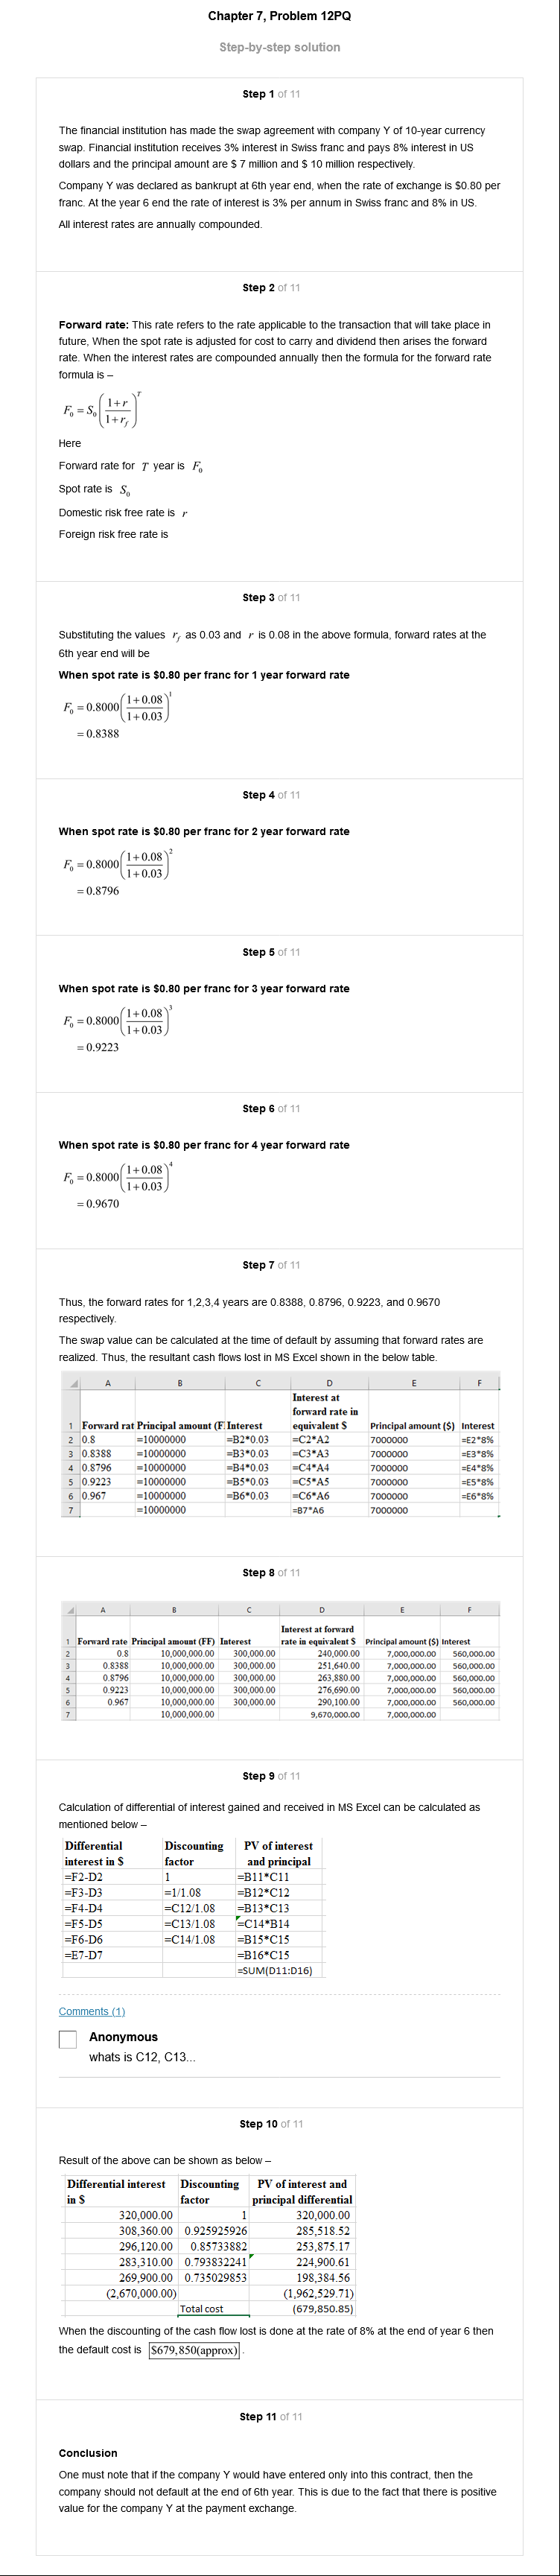 Chapter 7, Problem 12PQ
Step-by-step solution
Step 1 of 11
The financial institution has made the swap agreement with company Y of 10-year currency
swap. Financial institution receives 3% interest in Swiss franc and pays 8% interest in US
dollars and the principal amount are $ 7 million and $ 10 million respectively.
Company Y was declared as bankrupt at 6th year end, when the rate of exchange is $0.80 per
franc. At the year 6 end the rate of interest is 3% per annum in Swiss franc and 8% in US.
All interest rates are annually compounded.
Step 2 of 11
Forward rate: This rate refers to the rate applicable to the transaction that will take place in
future, When the spot rate is adjusted for cost to carry and dividend then arises the forward
rate. When the interest rates are compounded annually then the formula for the forward rate
formula is –
F₀ = S₀((1+r)/(1+r_f))^T
Here
Forward rate for T year is F₀
Spot rate is S₀
Domestic risk free rate is r
Foreign risk free rate is
Step 3 of 11
Substituting the values r_f as 0.03 and r is 0.08 in the above formula, forward rates at the
6th year end will be
When spot rate is $0.80 per franc for 1 year forward rate
F₀ = 0.8000((1+0.08)/(1+0.03))^1
= 0.8388
Step 4 of 11
When spot rate is $0.80 per franc for 2 year forward rate
F₀ = 0.8000((1+0.08)/(1+0.03))^2
= 0.8796
Step 5 of 11
When spot rate is $0.80 per franc for 3 year forward rate
F₀ = 0.8000((1+0.08)/(1+0.03))^3
= 0.9223
Step 6 of 11
When spot rate is $0.80 per franc for 4 year forward rate
F₀ = 0.8000((1+0.08)/(1+0.03))^4
= 0.9670
Step 7 of 11
Thus, the forward rates for 1,2,3,4 years are 0.8388, 0.8796, 0.9223, and 0.9670
respectively.
The swap value can be calculated at the time of default by assuming that forward rates are
realized. Thus, the resultant cash flows lost in MS Excel shown in the below table.
A B C D E F
1 Forward rat Principal amount (F Interest Interest at forward rate in equivalent $ Principal amount ($) Interest
2 0.8 =10000000 =B2*0.03 =C2*A2 7000000 =E2*8%
3 0.8388 =10000000 =B3*0.03 =C3*A3 7000000 =E3*8%
4 0.8796 =10000000 =B4*0.03 =C4*A4 7000000 =E4*8%
5 0.9223 =10000000 =B5*0.03 =C5*A5 7000000 =E5*8%
6 0.967 =10000000 =B6*0.03 =C6*A6 7000000 =E6*8%
7 =10000000 =B7*A6 7000000
Step 8 of 11
A B C D E F
1 Forward rate Principal amount (FF) Interest Interest at forward rate in equivalent $ Principal amount ($) Interest
2 0.8 10,000,000.00 300,000.00 240,000.00 7,000,000.00 560,000.00
3 0.8388 10,000,000.00 300,000.00 251,640.00 7,000,000.00 560,000.00
4 0.8796 10,000,000.00 300,000.00 263,880.00 7,000,000.00 560,000.00
5 0.9223 10,000,000.00 300,000.00 276,690.00 7,000,000.00 560,000.00
6 0.967 10,000,000.00 300,000.00 290,100.00 7,000,000.00 560,000.00
7 10,000,000.00 9,670,000.00 7,000,000.00
Step 9 of 11
Calculation of differential of interest gained and received in MS Excel can be calculated as
mentioned below –
Differential Discounting PV of interest
interest in $ factor and principal
=F2-D2 1 =B11*C11
=F3-D3 =1/1.08 =B12*C12
=F4-D4 =C12/1.08 =B13*C13
=F5-D5 =C13/1.08 =C14*B14
=F6-D6 =C14/1.08 =B15*C15
=E7-D7 =B16*C15
=SUM(D11:D16)
Comments (1)
Anonymous
whats is C12, C13...
Step 10 of 11
Result of the above can be shown as below –
Differential interest Discounting PV of interest and
in $ factor principal differential
320,000.00 1 320,000.00
308,360.00 0.925925926 285,518.52
296,120.00 0.85733882 253,875.17
283,310.00 0.793832241 224,900.61
269,900.00 0.735029853 198,384.56
(2,670,000.00) (1,962,529.71)
Total cost (679,850.85)
When the discounting of the cash flow lost is done at the rate of 8% at the end of year 6 then
the default cost is $679,850(approx) .
Step 11 of 11
Conclusion
One must note that if the company Y would have entered only into this contract, then the
company should not default at the end of 6th year. This is due to the fact that there is positive
value for the company Y at the payment exchange.